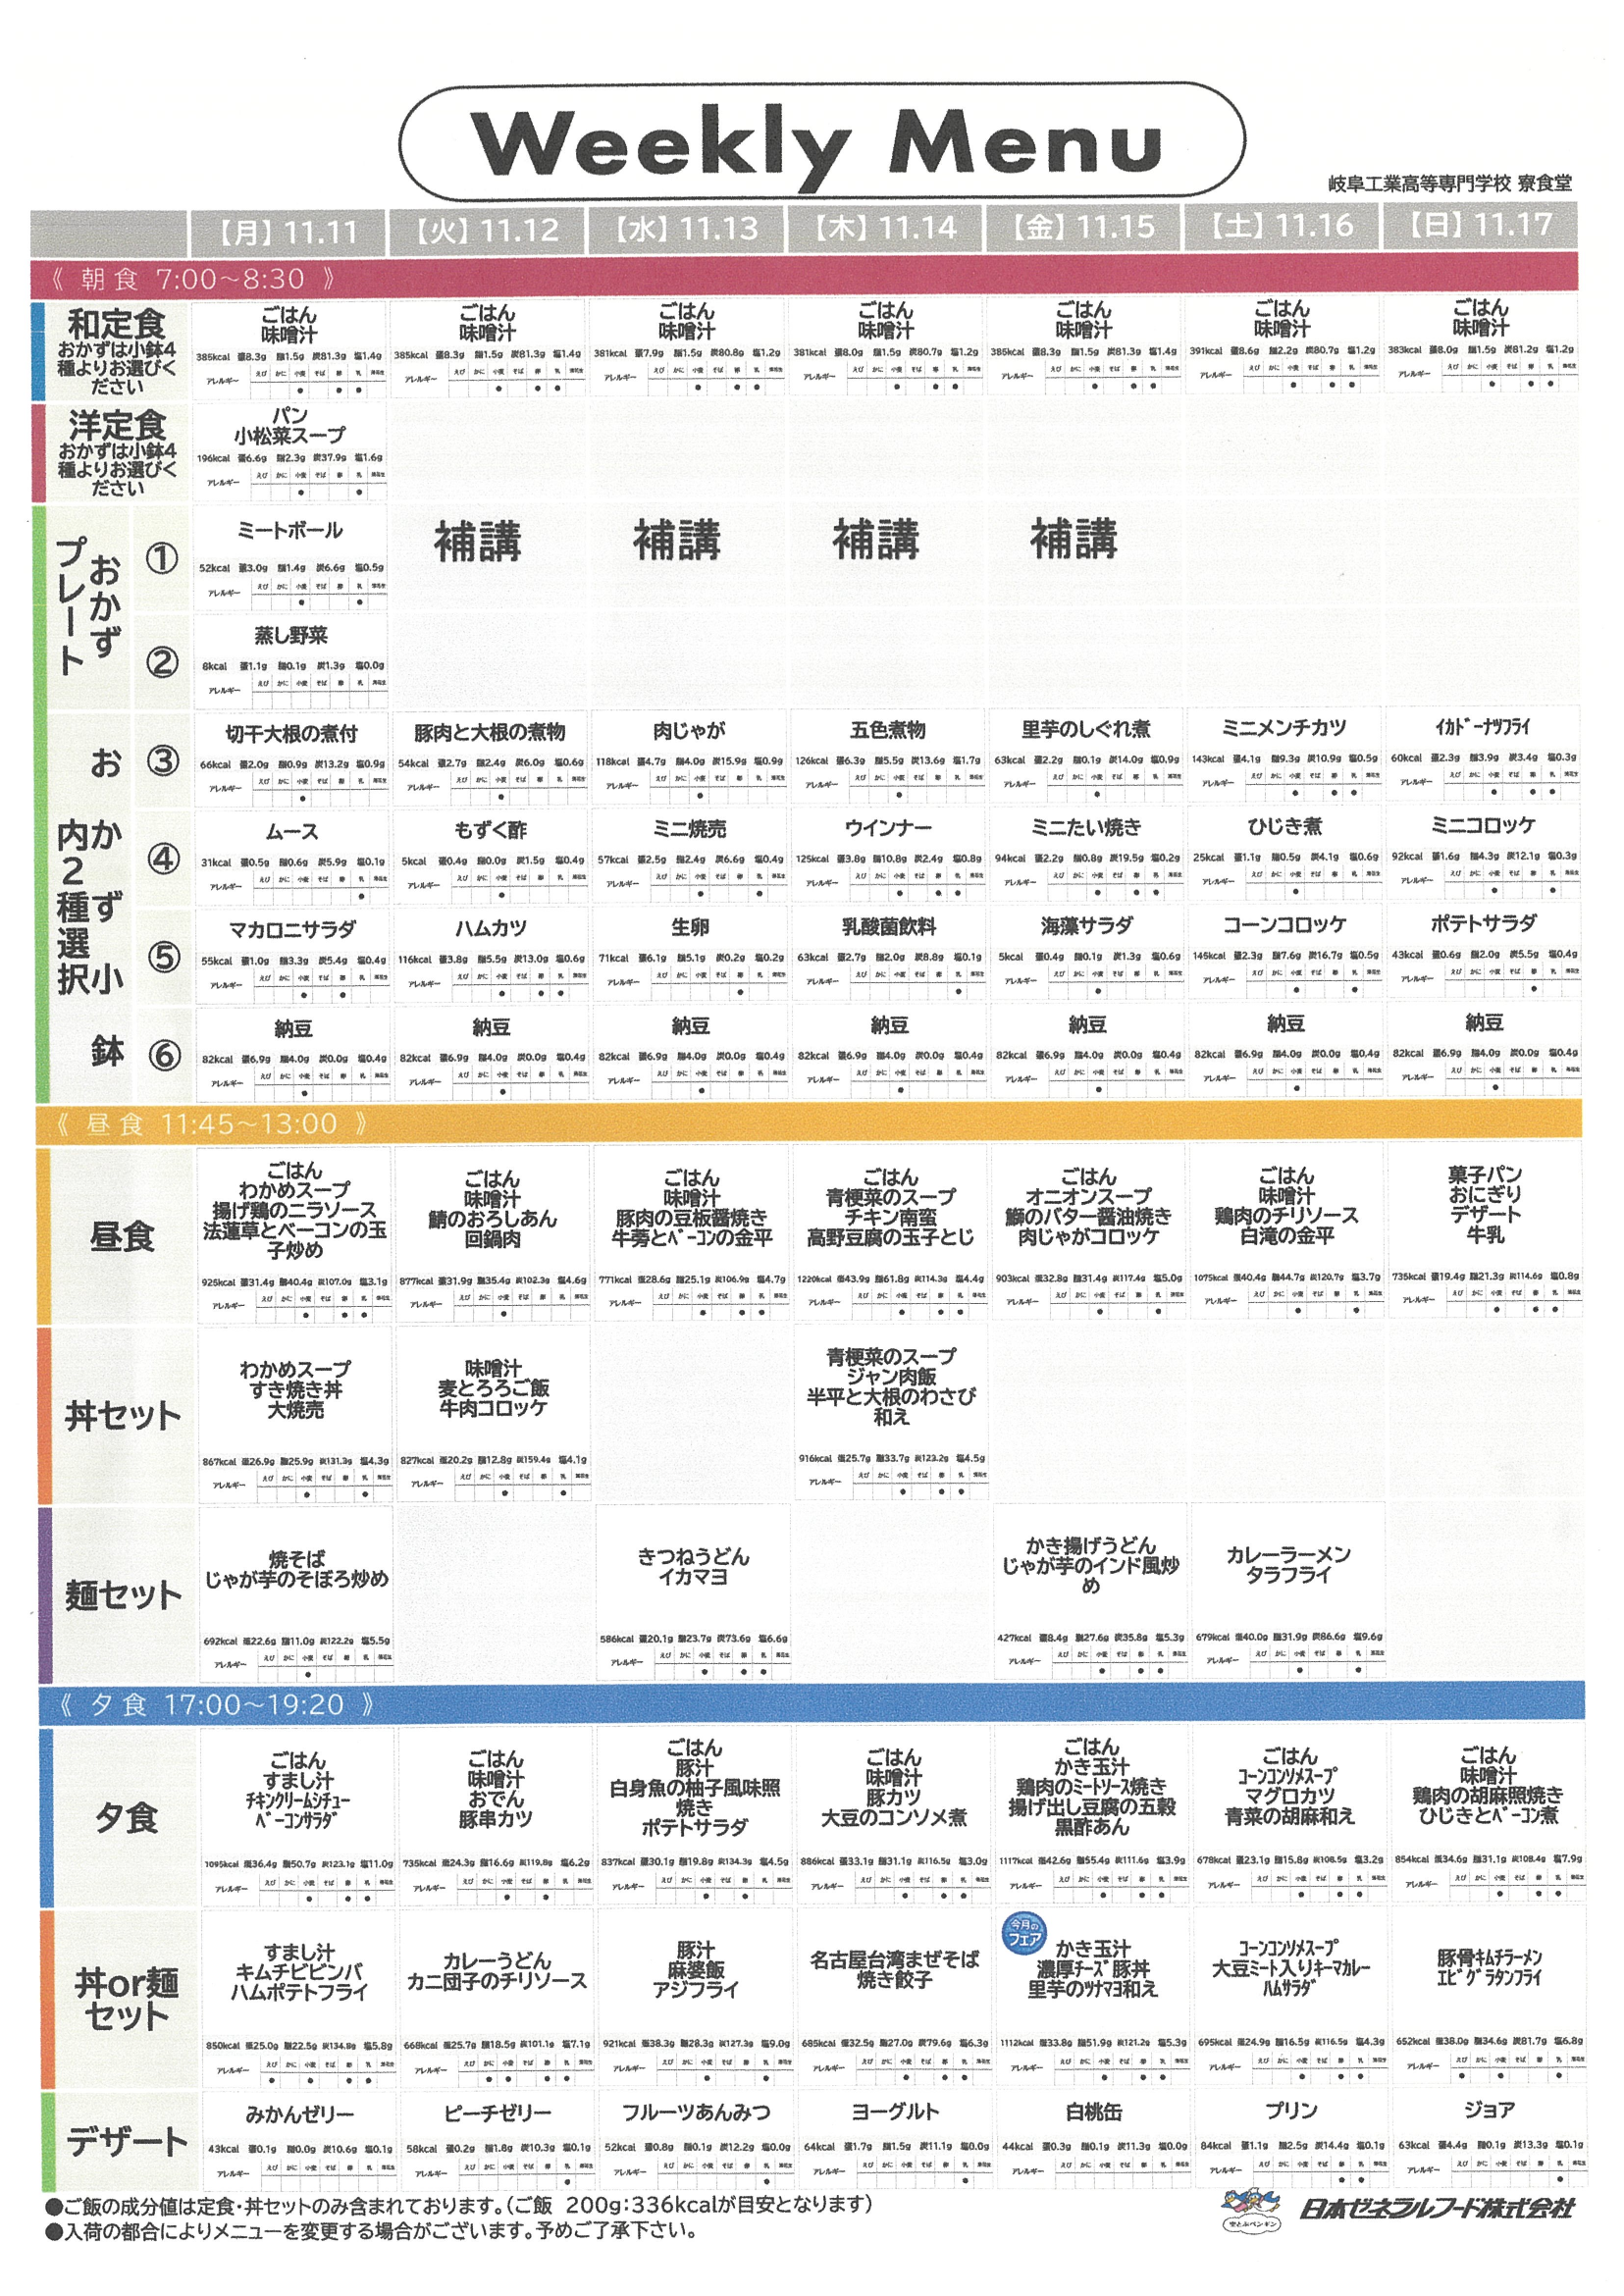 Weekly Menu
岐阜工業高等専門学校 寮食堂
【月】11.11 【火】11.12 【水】11.13 【木】11.14 【金】11.15 【土】11.16 【日】11.17
《 朝食 7:00～8:30 》
和定食
おかずは小鉢4
種よりお選びく
ださい
ごはん
味噌汁
385kcal 蛋8.3g 脂1.5g 炭81.3g 塩1.4g
ごはん
味噌汁
385kcal 蛋8.3g 脂1.5g 炭81.3g 塩1.4g
ごはん
味噌汁
381kcal 蛋7.9g 脂1.5g 炭80.8g 塩1.2g
ごはん
味噌汁
381kcal 蛋8.0g 脂1.5g 炭80.7g 塩1.2g
ごはん
味噌汁
385kcal 蛋8.3g 脂1.5g 炭81.3g 塩1.4g
ごはん
味噌汁
391kcal 蛋8.6g 脂2.2g 炭80.7g 塩1.2g
ごはん
味噌汁
383kcal 蛋8.0g 脂1.5g 炭81.2g 塩1.2g
洋定食
おかずは小鉢4
種よりお選びく
ださい
パン
小松菜スープ
196kcal 蛋6.6g 脂2.3g 炭37.9g 塩1.6g
おかず
プレート
①
ミートボール
52kcal 蛋3.0g 脂1.4g 炭6.6g 塩0.5g
補講 補講 補講 補講
②
蒸し野菜
8kcal 蛋1.1g 脂0.1g 炭1.3g 塩0.0g
おかず小鉢
内2種選択
③
切干大根の煮付
66kcal 蛋2.0g 脂0.9g 炭13.2g 塩0.9g
豚肉と大根の煮物
54kcal 蛋2.7g 脂2.4g 炭6.0g 塩0.6g
肉じゃが
118kcal 蛋4.7g 脂4.0g 炭15.9g 塩0.9g
五色煮物
126kcal 蛋6.3g 脂5.5g 炭13.6g 塩1.7g
里芋のしぐれ煮
63kcal 蛋2.2g 脂0.1g 炭14.0g 塩0.9g
ミニメンチカツ
143kcal 蛋4.1g 脂9.3g 炭10.9g 塩0.5g
ｲｶﾄﾞｰﾅﾂﾌﾗｲ
60kcal 蛋2.3g 脂3.9g 炭3.4g 塩0.3g
④
ムース
31kcal 蛋0.5g 脂0.6g 炭5.9g 塩0.1g
もずく酢
5kcal 蛋0.4g 脂0.0g 炭1.5g 塩0.4g
ミニ焼売
57kcal 蛋2.5g 脂2.4g 炭6.6g 塩0.4g
ウインナー
125kcal 蛋3.8g 脂10.8g 炭2.4g 塩0.8g
ミニたい焼き
94kcal 蛋2.2g 脂0.8g 炭19.5g 塩0.2g
ひじき煮
25kcal 蛋1.1g 脂0.5g 炭4.1g 塩0.6g
ミニコロッケ
92kcal 蛋1.6g 脂4.3g 炭12.1g 塩0.3g
⑤
マカロニサラダ
55kcal 蛋1.0g 脂3.3g 炭5.4g 塩0.4g
ハムカツ
116kcal 蛋3.8g 脂5.5g 炭13.0g 塩0.6g
生卵
71kcal 蛋6.1g 脂5.1g 炭0.2g 塩0.2g
乳酸菌飲料
63kcal 蛋2.7g 脂2.0g 炭8.8g 塩0.1g
海藻サラダ
5kcal 蛋0.4g 脂0.1g 炭1.3g 塩0.6g
コーンコロッケ
145kcal 蛋2.3g 脂7.6g 炭16.7g 塩0.5g
ポテトサラダ
43kcal 蛋0.6g 脂2.0g 炭5.5g 塩0.4g
⑥
納豆
82kcal 蛋6.9g 脂4.0g 炭0.0g 塩0.4g
納豆
82kcal 蛋6.9g 脂4.0g 炭0.0g 塩0.4g
納豆
82kcal 蛋6.9g 脂4.0g 炭0.0g 塩0.4g
納豆
82kcal 蛋6.9g 脂4.0g 炭0.0g 塩0.4g
納豆
82kcal 蛋6.9g 脂4.0g 炭0.0g 塩0.4g
納豆
82kcal 蛋6.9g 脂4.0g 炭0.0g 塩0.4g
納豆
82kcal 蛋6.9g 脂4.0g 炭0.0g 塩0.4g
《 昼食 11:45～13:00 》
昼食
ごはん
わかめスープ
揚げ鶏のニラソース
法蓮草とベーコンの玉
子炒め
925kcal 蛋31.4g 脂40.4g 炭107.0g 塩3.1g
ごはん
味噌汁
鯖のおろしあん
回鍋肉
877kcal 蛋31.9g 脂35.4g 炭102.3g 塩4.6g
ごはん
味噌汁
豚肉の豆板醤焼き
牛蒡とﾍﾞｰｺﾝの金平
771kcal 蛋28.6g 脂25.1g 炭106.9g 塩4.7g
ごはん
青梗菜のスープ
チキン南蛮
高野豆腐の玉子とじ
1220kcal 蛋43.9g 脂61.8g 炭114.3g 塩4.4g
ごはん
オニオンスープ
鰤のバター醤油焼き
肉じゃがコロッケ
903kcal 蛋32.8g 脂31.4g 炭117.4g 塩5.0g
ごはん
味噌汁
鶏肉のチリソース
白滝の金平
1075kcal 蛋40.4g 脂44.7g 炭120.7g 塩3.7g
菓子パン
おにぎり
デザート
牛乳
735kcal 蛋19.4g 脂21.3g 炭114.6g 塩0.8g
丼セット
わかめスープ
すき焼き丼
大焼売
867kcal 蛋26.9g 脂25.9g 炭131.3g 塩4.3g
味噌汁
麦とろろご飯
牛肉コロッケ
827kcal 蛋20.2g 脂12.8g 炭159.4g 塩4.1g
青梗菜のスープ
ジャン肉飯
半平と大根のわさび
和え
916kcal 蛋25.7g 脂33.7g 炭123.2g 塩4.5g
麺セット
焼そば
じゃが芋のそぼろ炒め
692kcal 蛋22.6g 脂11.0g 炭122.2g 塩5.5g
きつねうどん
イカマヨ
586kcal 蛋20.1g 脂23.7g 炭73.6g 塩6.6g
かき揚げうどん
じゃが芋のインド風炒
め
427kcal 蛋8.4g 脂27.6g 炭35.8g 塩5.3g
カレーラーメン
タラフライ
679kcal 蛋40.0g 脂31.9g 炭86.6g 塩9.6g
《 夕食 17:00～19:20 》
夕食
ごはん
すまし汁
ﾁｷﾝｸﾘｰﾑｼﾁｭｰ
ﾍﾞｰｺﾝｻﾗﾀﾞ
1095kcal 蛋36.4g 脂50.7g 炭123.1g 塩11.0g
ごはん
味噌汁
おでん
豚串カツ
735kcal 蛋24.3g 脂16.6g 炭119.8g 塩6.2g
ごはん
豚汁
白身魚の柚子風味照
焼き
ポテトサラダ
837kcal 蛋30.1g 脂19.8g 炭134.3g 塩4.5g
ごはん
味噌汁
豚カツ
大豆のコンソメ煮
886kcal 蛋33.1g 脂31.1g 炭116.5g 塩3.0g
ごはん
かき玉汁
鶏肉のﾐｰﾄｿｰｽ焼き
揚げ出し豆腐の五穀
黒酢あん
1117kcal 蛋42.6g 脂55.4g 炭111.6g 塩3.9g
ごはん
ｺｰﾝｺﾝｿﾒｽｰﾌﾟ
マグロカツ
青菜の胡麻和え
678kcal 蛋23.1g 脂15.8g 炭108.5g 塩3.2g
ごはん
味噌汁
鶏肉の胡麻照焼き
ひじきとﾍﾞｰｺﾝ煮
854kcal 蛋34.6g 脂31.1g 炭108.4g 塩7.9g
丼or麺
セット
すまし汁
キムチビビンバ
ハムポテトフライ
850kcal 蛋25.0g 脂22.5g 炭134.8g 塩5.8g
カレーうどん
カニ団子のチリソース
668kcal 蛋25.7g 脂18.5g 炭101.1g 塩7.1g
豚汁
麻婆飯
アジフライ
921kcal 蛋38.3g 脂28.3g 炭127.3g 塩9.0g
名古屋台湾まぜそば
焼き餃子
685kcal 蛋32.5g 脂27.0g 炭79.6g 塩6.3g
今月の
フェア
かき玉汁
濃厚ﾁｰｽﾞ豚丼
里芋のﾂﾅﾏﾖ和え
1112kcal 蛋33.8g 脂51.9g 炭121.2g 塩5.3g
ｺｰﾝｺﾝｿﾒｽｰﾌﾟ
大豆ミート入りｷｰﾏｶﾚｰ
ﾊﾑｻﾗﾀﾞ
695kcal 蛋24.9g 脂16.5g 炭116.5g 塩4.3g
豚骨ｷﾑﾁﾗｰﾒﾝ
ｴﾋﾞｸﾞﾗﾀﾝﾌﾗｲ
652kcal 蛋38.0g 脂34.6g 炭81.7g 塩6.8g
デザート
みかんゼリー
43kcal 蛋0.1g 脂0.0g 炭10.6g 塩0.1g
ピーチゼリー
58kcal 蛋0.2g 脂1.8g 炭10.3g 塩0.1g
フルーツあんみつ
52kcal 蛋0.8g 脂0.1g 炭12.2g 塩0.0g
ヨーグルト
64kcal 蛋1.7g 脂1.5g 炭11.1g 塩0.0g
白桃缶
44kcal 蛋0.3g 脂0.1g 炭11.3g 塩0.0g
プリン
84kcal 蛋1.1g 脂2.5g 炭14.4g 塩0.1g
ジョア
63kcal 蛋4.4g 脂0.1g 炭13.3g 塩0.1g
●ご飯の成分値は定食・丼セットのみ含まれております。（ご飯 200g：336kcalが目安となります）
●入荷の都合によりメニューを変更する場合がございます。予めご了承下さい。
日本ゼネラルフード株式会社